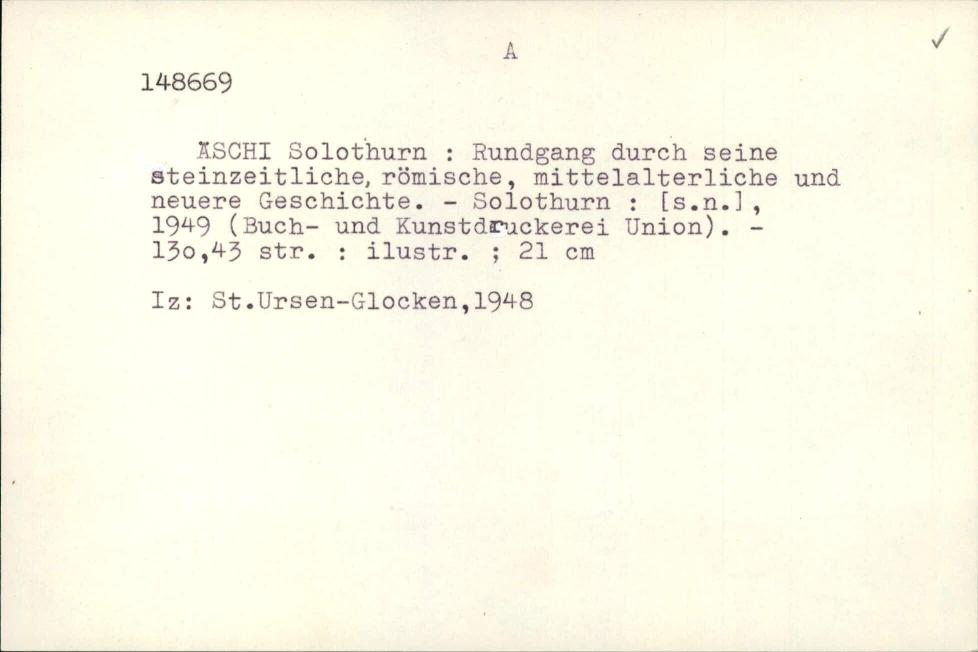 A
148669
ÄSCHI Solothurn : Rundgang durch seine
steinzeitliche, römische, mittelalterliche und
neuere Geschichte. - Solothurn : [s.n.],
1949 (Buch- und Kunstdruckerei Union). -
130,43 str. : ilustr. ; 21 cm
Iz: St.Ursen-Glocken,1948